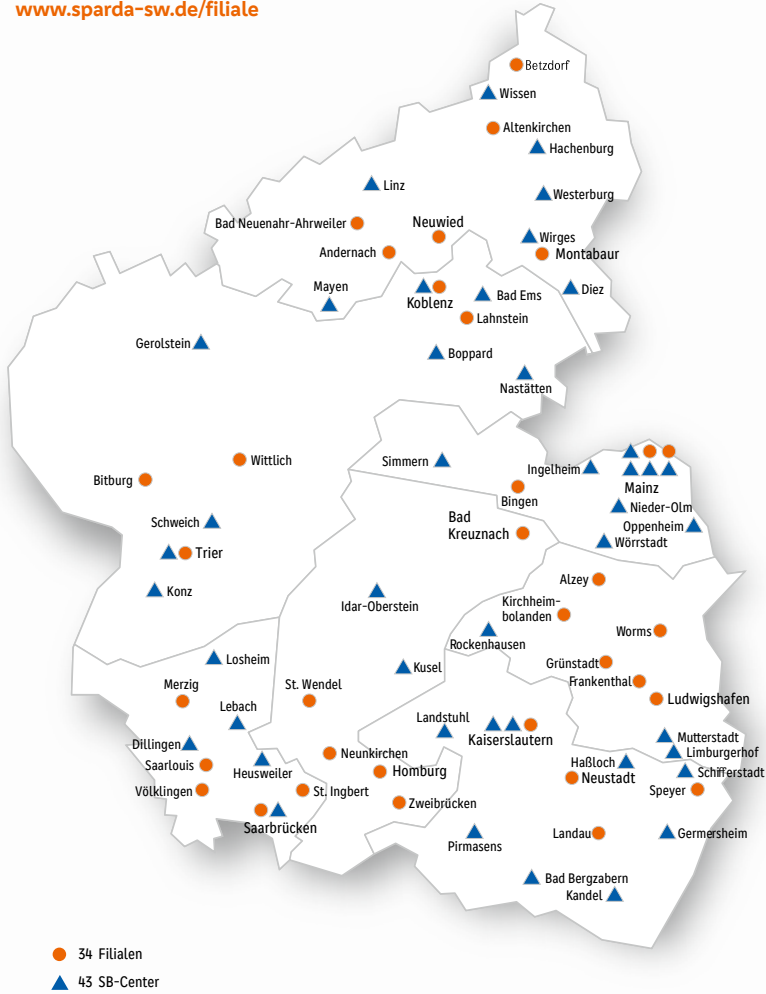 www.sparda-sw.de/filiale
Betzdorf
Wissen
Altenkirchen
Hachenburg
Linz
Westerburg
Bad Neuenahr-Ahrweiler
Neuwied
Wirges
Andernach
Montabaur
Mayen
Koblenz
Bad Ems
Diez
Lahnstein
Gerolstein
Boppard
Nastätten
Wittlich
Simmern
Ingelheim
Bitburg
Mainz
Bingen
Nieder-Olm
Schweich
Bad
Kreuznach
Oppenheim
Wörrstadt
Trier
Konz
Alzey
Idar-Oberstein
Kirchheim-
bolanden
Worms
Rockenhausen
Losheim
Kusel
Grünstadt
Frankenthal
Merzig
St. Wendel
Ludwigshafen
Lebach
Landstuhl
Kaiserslautern
Mutterstadt
Dillingen
Limburgerhof
Neunkirchen
Saarlouis
Heusweiler
Homburg
Haßloch
Schifferstadt
Neustadt
Völklingen
St. Ingbert
Speyer
Zweibrücken
Saarbrücken
Pirmasens
Landau
Germersheim
Bad Bergzabern
Kandel
34 Filialen
43 SB-Center